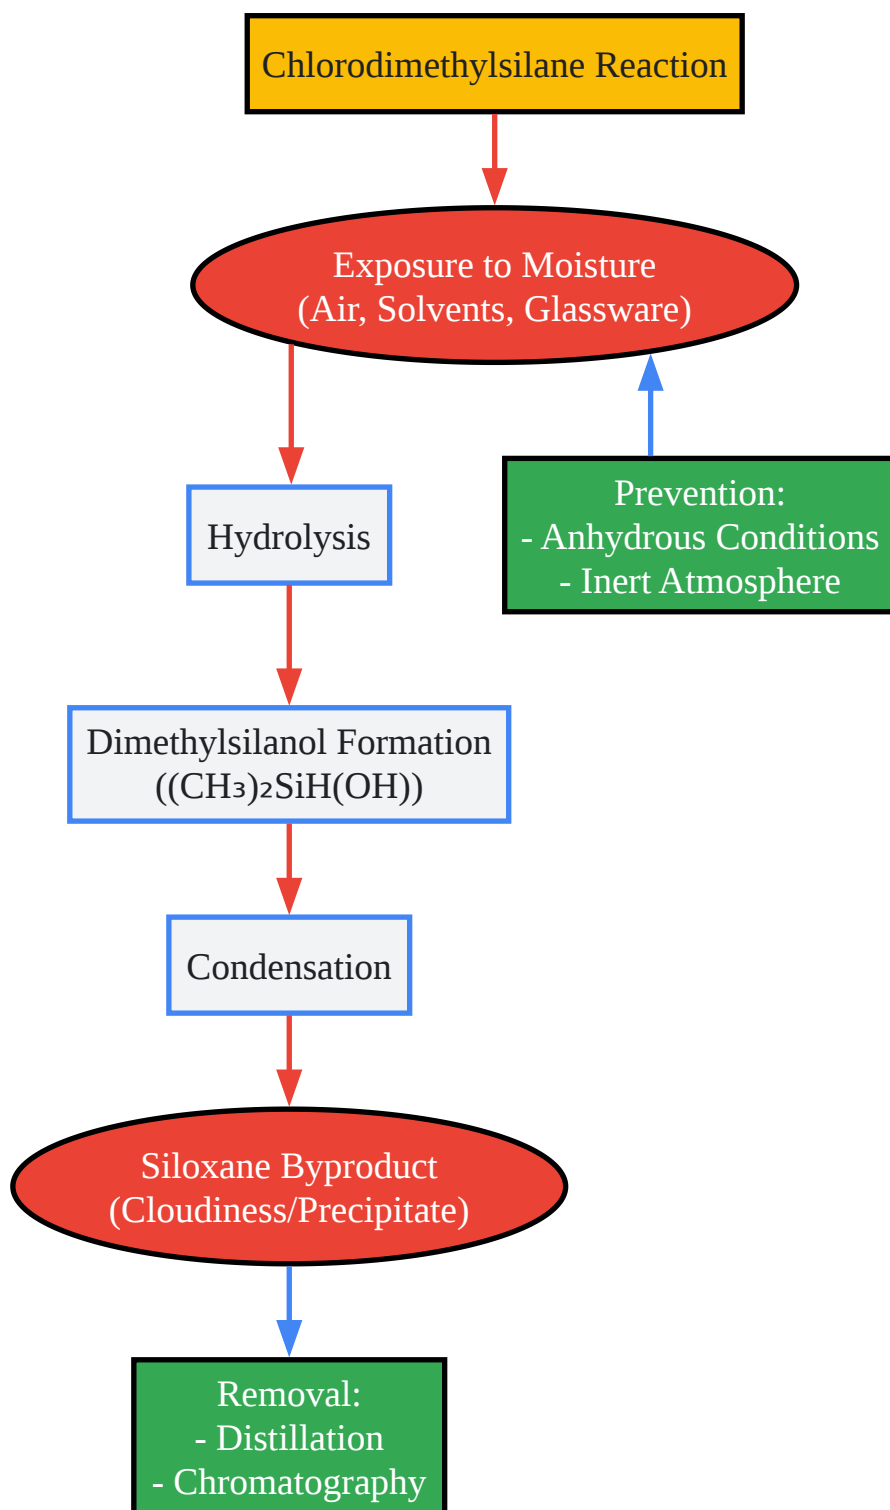 Chlorodimethylsilane Reaction
Exposure to Moisture
(Air, Solvents, Glassware)
Prevention:
- Anhydrous Conditions
- Inert Atmosphere
Hydrolysis
Dimethylsilanol Formation
((CH₃)₂SiH(OH))
Condensation
Siloxane Byproduct
(Cloudiness/Precipitate)
Removal:
- Distillation
- Chromatography